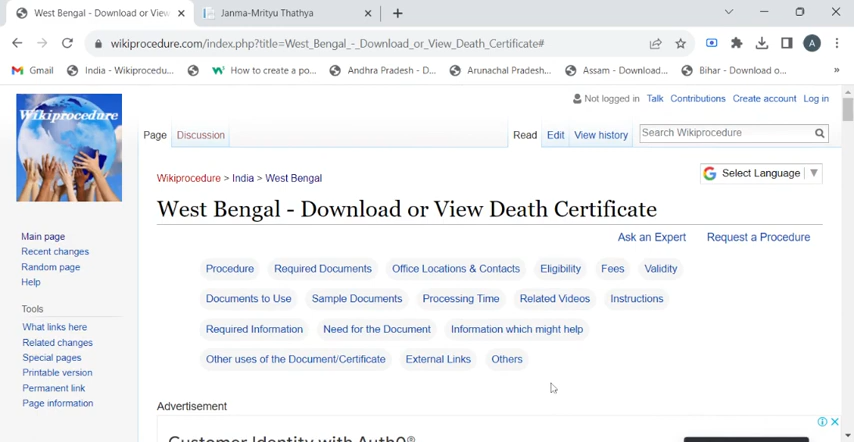 West Bengal - Download or View
Janma-Mrityu Thathya
wikiprocedure.com/index.php?title=West_Bengal_-_Download_or_View_Death_Certificate#
A
Gmail
India - Wikiprocedu...
How to create a po...
Andhra Pradesh - D...
Arunachal Pradesh...
Assam - Download...
Bihar - Download o...
»
Wikiprocedure
Not logged in Talk Contributions Create account Log in
Page Discussion Read Edit View history Search Wikiprocedure
G Select Language
Wikiprocedure > India > West Bengal
West Bengal - Download or View Death Certificate
Ask an Expert Request a Procedure
Main page
Recent changes
Random page
Help
Tools
What links here
Related changes
Special pages
Printable version
Permanent link
Page information
Procedure Required Documents Office Locations & Contacts Eligibility Fees Validity
Documents to Use Sample Documents Processing Time Related Videos Instructions
Required Information Need for the Document Information which might help
Other uses of the Document/Certificate External Links Others
Advertisement
Customer Identity with Auth0®